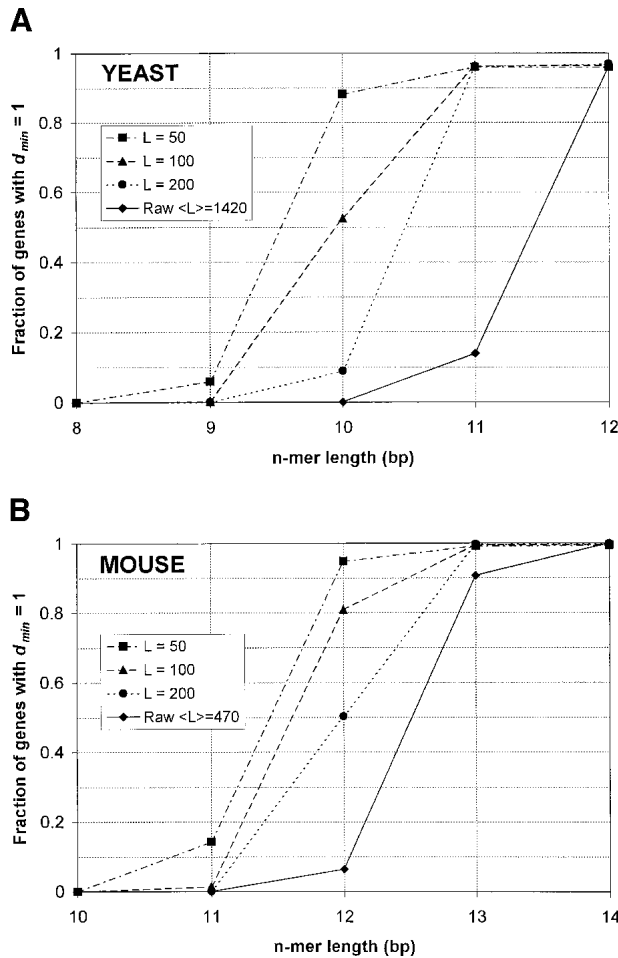 A
YEAST
Fraction of genes with d_min = 1
1
0.8
0.6
0.4
0.2
0
L = 50
L = 100
L = 200
Raw <L>=1420
8
9
10
11
12
n-mer length (bp)
B
MOUSE
Fraction of genes with d_min = 1
1
0.8
0.6
0.4
0.2
0
L = 50
L = 100
L = 200
Raw <L>=470
10
11
12
13
14
n-mer length (bp)